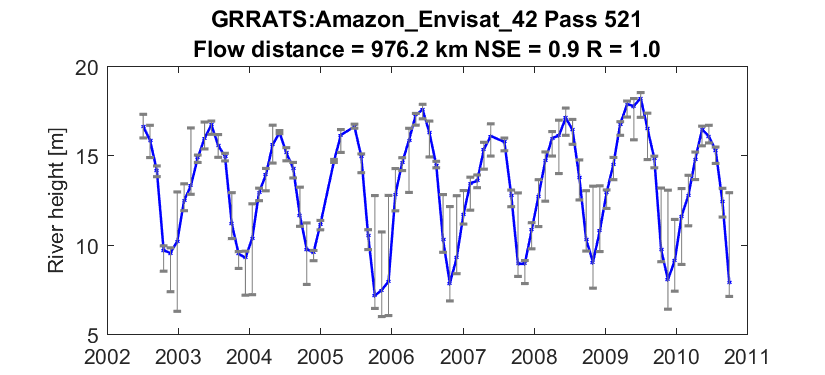 GRRATS:Amazon_Envisat_42 Pass 521
Flow distance = 976.2 km NSE = 0.9 R = 1.0
20
15
10
5
River height [m]
2002 2003 2004 2005 2006 2007 2008 2009 2010 2011